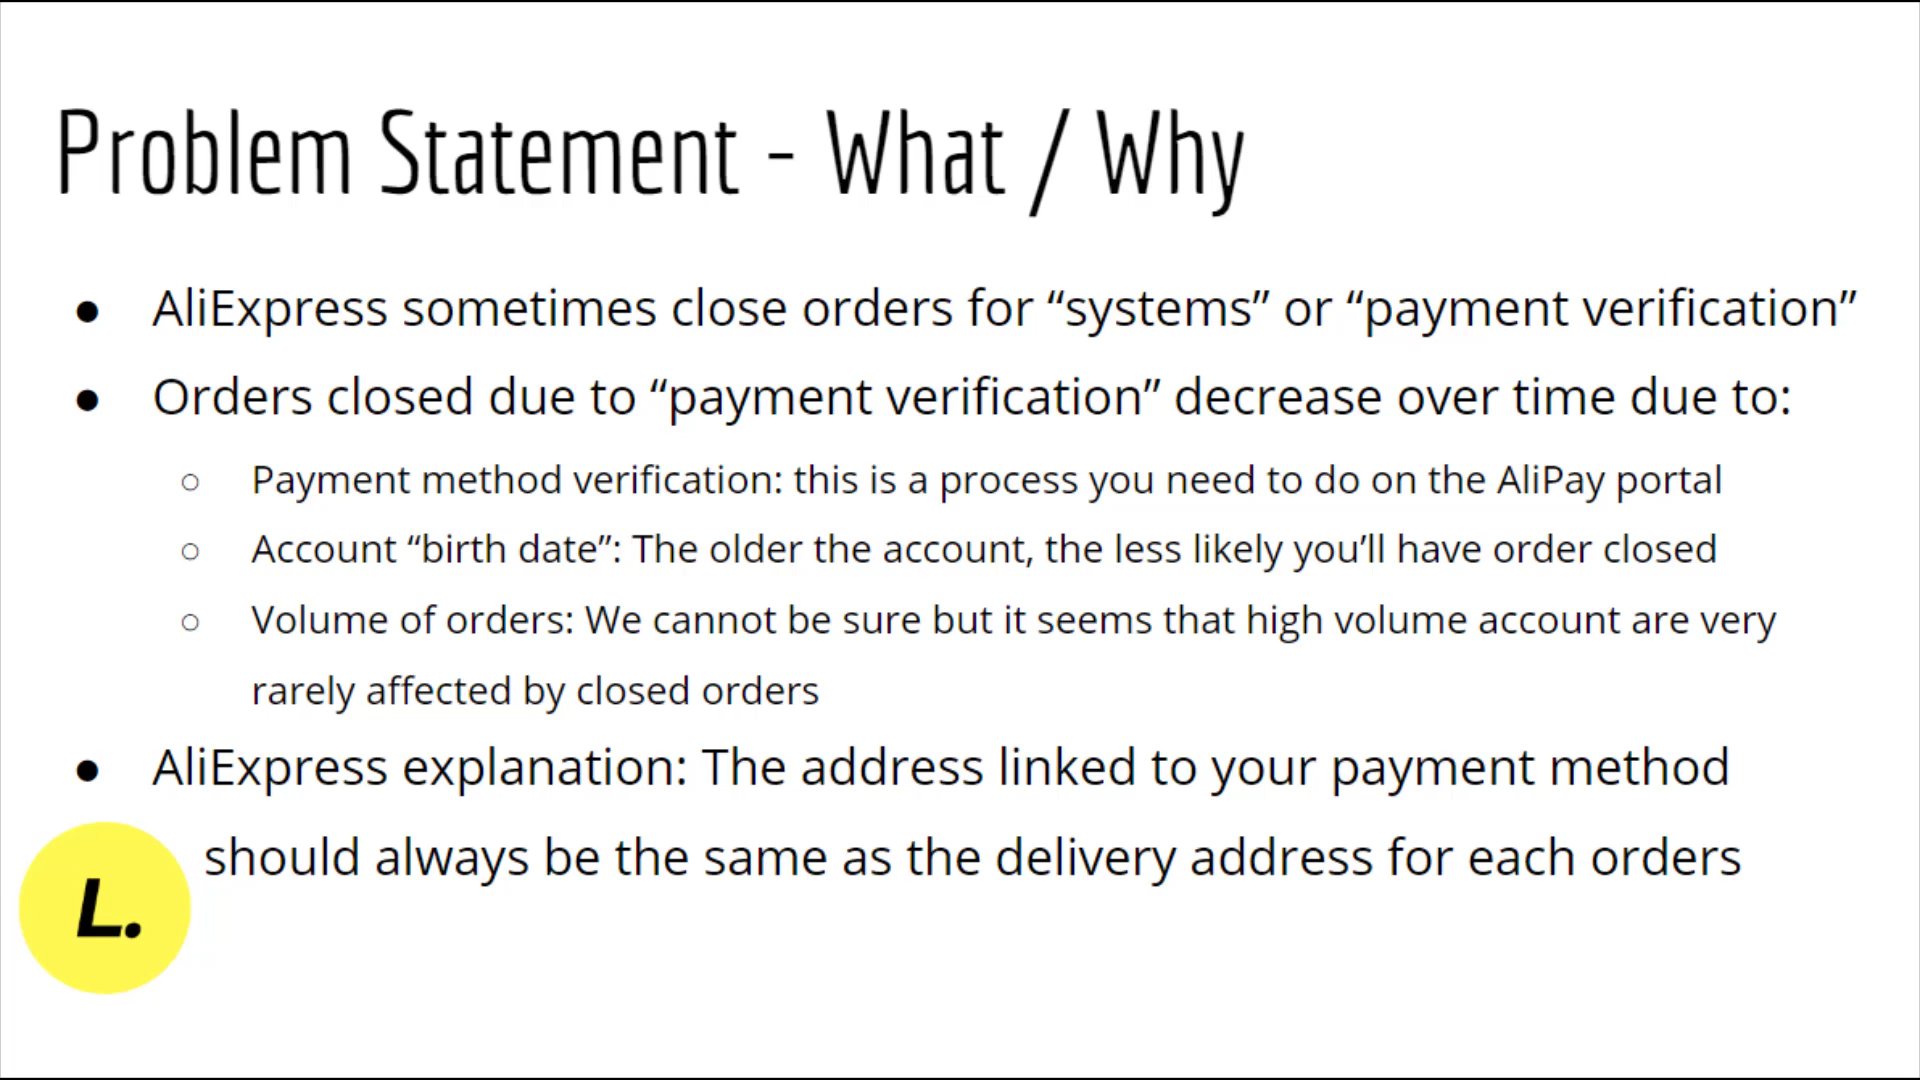 Problem Statement - What / Why
● AliExpress sometimes close orders for “systems” or “payment verification”
● Orders closed due to “payment verification” decrease over time due to:
○ Payment method verification: this is a process you need to do on the AliPay portal
○ Account “birth date”: The older the account, the less likely you’ll have order closed
○ Volume of orders: We cannot be sure but it seems that high volume account are very
rarely affected by closed orders
● AliExpress explanation: The address linked to your payment method
should always be the same as the delivery address for each orders
L.